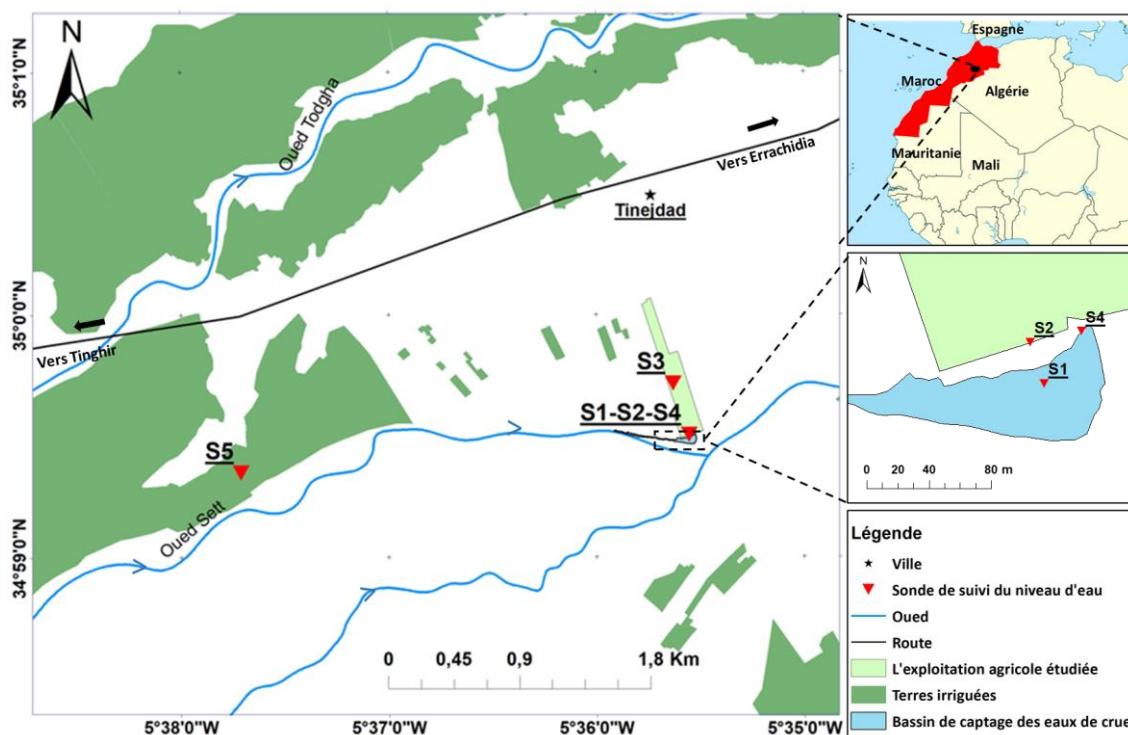 N
35°1'0"N
35°0'0"N
34°59'0"N
Oued Todgha
Vers Errachidia
Tinejdad
Vers Tinghir
S3
S1-S2-S4
S5
Oued Sett
0 0,45 0,9 1,8 Km
5°38'0"W 5°37'0"W 5°36'0"W 5°35'0"W
Espagne
Maroc
Algérie
Mauritanie
Mali
N
S2
S4
S1
0 20 40 80 m
Légende
Ville
Sonde de suivi du niveau d'eau
Oued
Route
L'exploitation agricole étudiée
Terres irriguées
Bassin de captage des eaux de crue